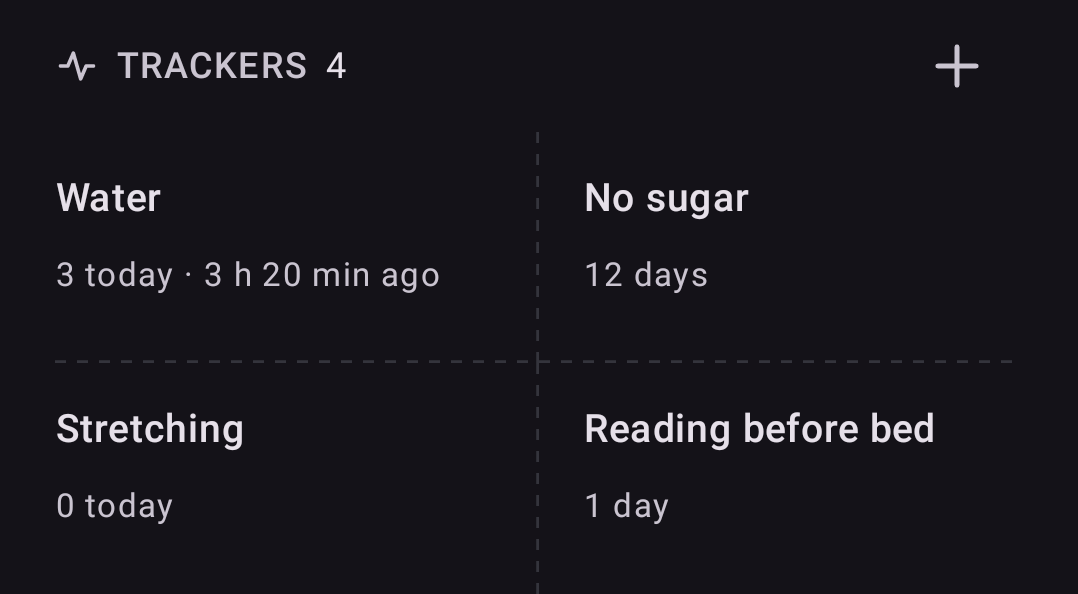 TRACKERS 4
Water
3 today · 3 h 20 min ago
No sugar
12 days
Stretching
0 today
Reading before bed
1 day